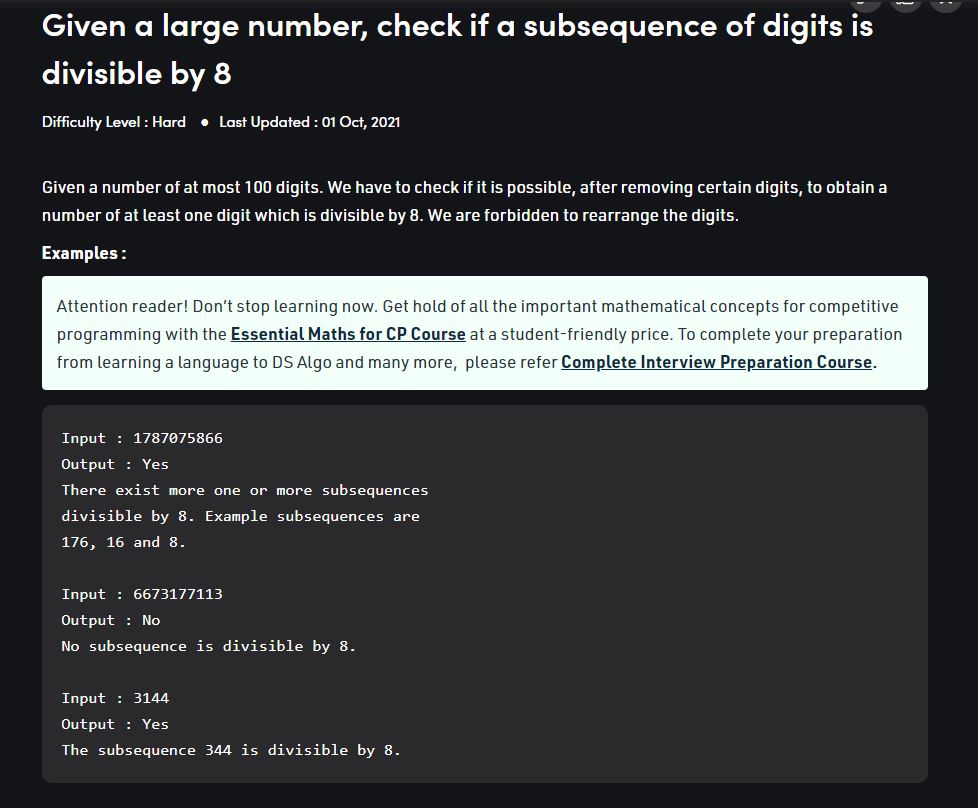 Given a large number, check if a subsequence of digits is
divisible by 8
Difficulty Level : Hard ● Last Updated : 01 Oct, 2021
Given a number of at most 100 digits. We have to check if it is possible, after removing certain digits, to obtain a
number of at least one digit which is divisible by 8. We are forbidden to rearrange the digits.
Examples :
Attention reader! Don’t stop learning now. Get hold of all the important mathematical concepts for competitive
programming with the Essential Maths for CP Course at a student-friendly price. To complete your preparation
from learning a language to DS Algo and many more, please refer Complete Interview Preparation Course.
Input : 1787075866
Output : Yes
There exist more one or more subsequences
divisible by 8. Example subsequences are
176, 16 and 8.
Input : 6673177113
Output : No
No subsequence is divisible by 8.
Input : 3144
Output : Yes
The subsequence 344 is divisible by 8.